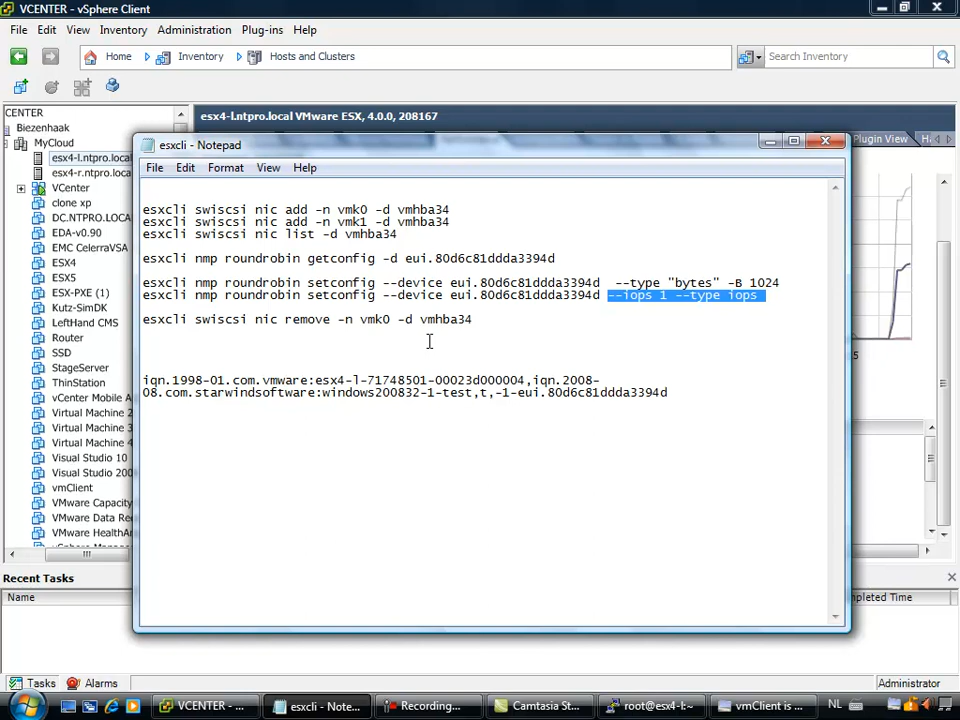 VCENTER - vSphere Client
File Edit View Inventory Administration Plug-ins Help
Home Inventory Hosts and Clusters Search Inventory
CENTER
Biezenhaak
MyCloud
esx4-l.ntpro.local
esx4-r.ntpro.loca
VCenter
clone xp
DC.NTPRO.LOCA
EDA-v0.90
EMC CelerraVSA
ESX4
ESX5
ESX-PXE (1)
Kutz-SimDK
LeftHand CMS
Router
SSD
StageServer
ThinStation
vCenter Mobile A
Virtual Machine 2
Virtual Machine 3
Virtual Machine 4
Visual Studio 10
Visual Studio 200
vmClient
VMware Capacity
VMware Data Rec
VMware HealthAn
esx4-l.ntpro.local VMware ESX, 4.0.0, 208167
Plugin View
esxcli - Notepad
File Edit Format View Help
esxcli swiscsi nic add -n vmk0 -d vmhba34
esxcli swiscsi nic add -n vmk1 -d vmhba34
esxcli swiscsi nic list -d vmhba34
esxcli nmp roundrobin getconfig -d eui.80d6c81ddda3394d
esxcli nmp roundrobin setconfig --device eui.80d6c81ddda3394d --type "bytes" -B 1024
esxcli nmp roundrobin setconfig --device eui.80d6c81ddda3394d --iops 1 --type iops
esxcli swiscsi nic remove -n vmk0 -d vmhba34
iqn.1998-01.com.vmware:esx4-l-71748501-00023d000004,iqn.2008-
08.com.starwindsoftware:windows200832-1-test,t,-1-eui.80d6c81ddda3394d
Recent Tasks
Name
mpleted Time
Tasks Alarms Administrator
VCENTER - ... esxcli - Note... Recording... Camtasia St... root@esx4-l:~ vmClient is ... NL